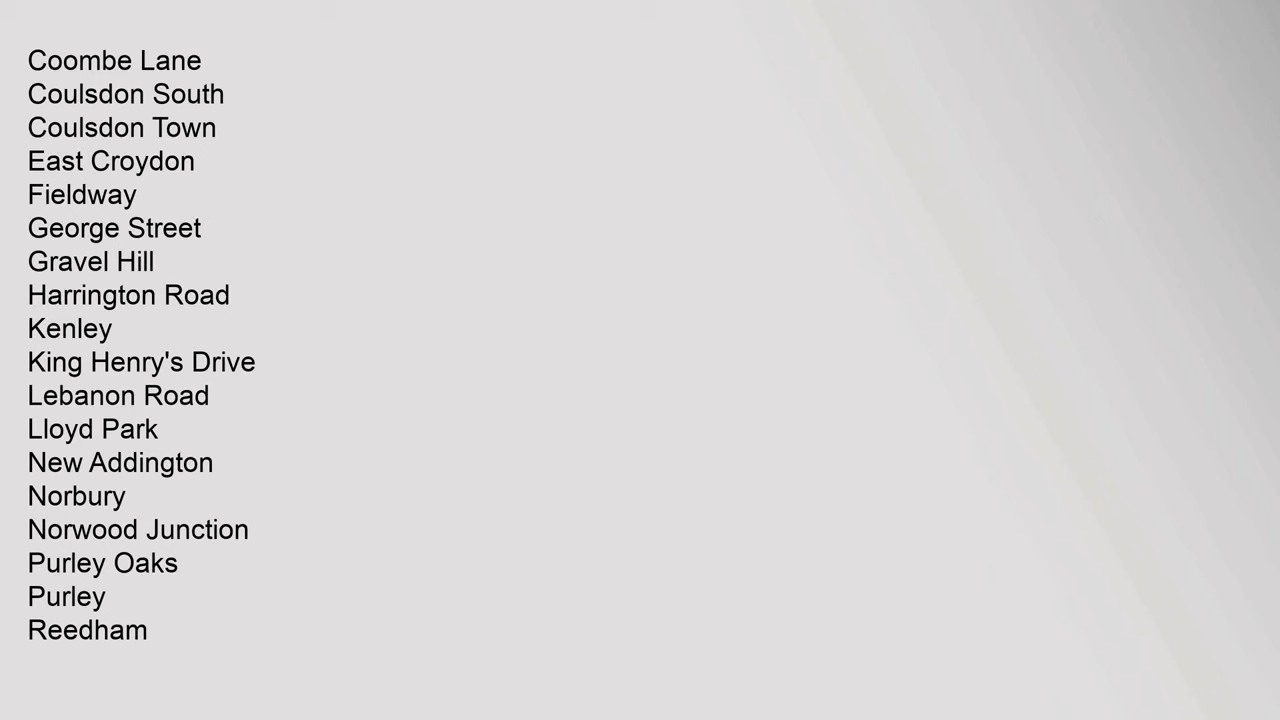 Coombe Lane
Coulsdon South
Coulsdon Town
East Croydon
Fieldway
George Street
Gravel Hill
Harrington Road
Kenley
King Henry's Drive
Lebanon Road
Lloyd Park
New Addington
Norbury
Norwood Junction
Purley Oaks
Purley
Reedham